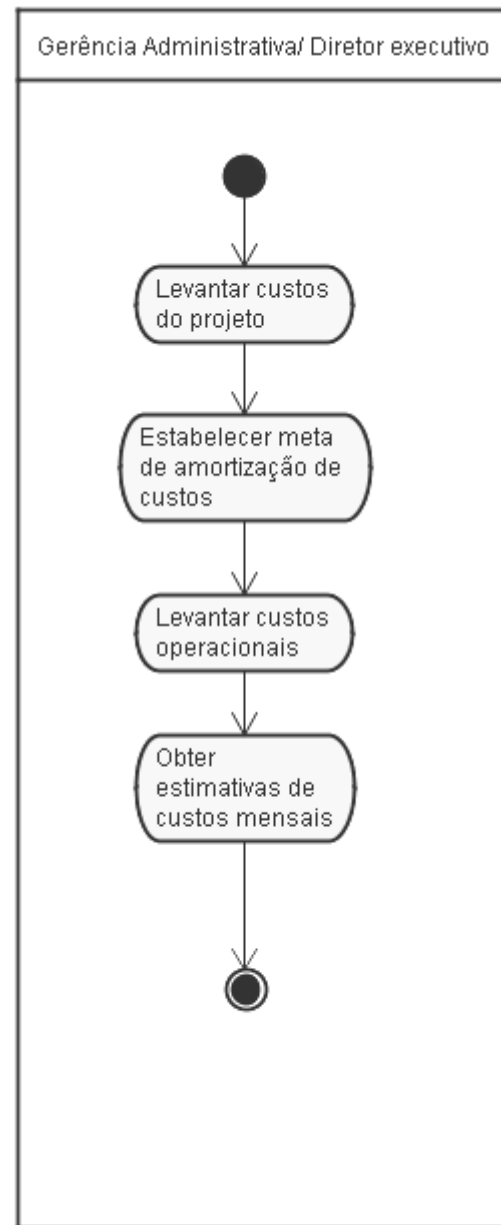 Gerência Administrativa/ Diretor executivo
Levantar custos
do projeto
Estabelecer meta
de amortização de
custos
Levantar custos
operacionais
Obter
estimativas de
custos mensais